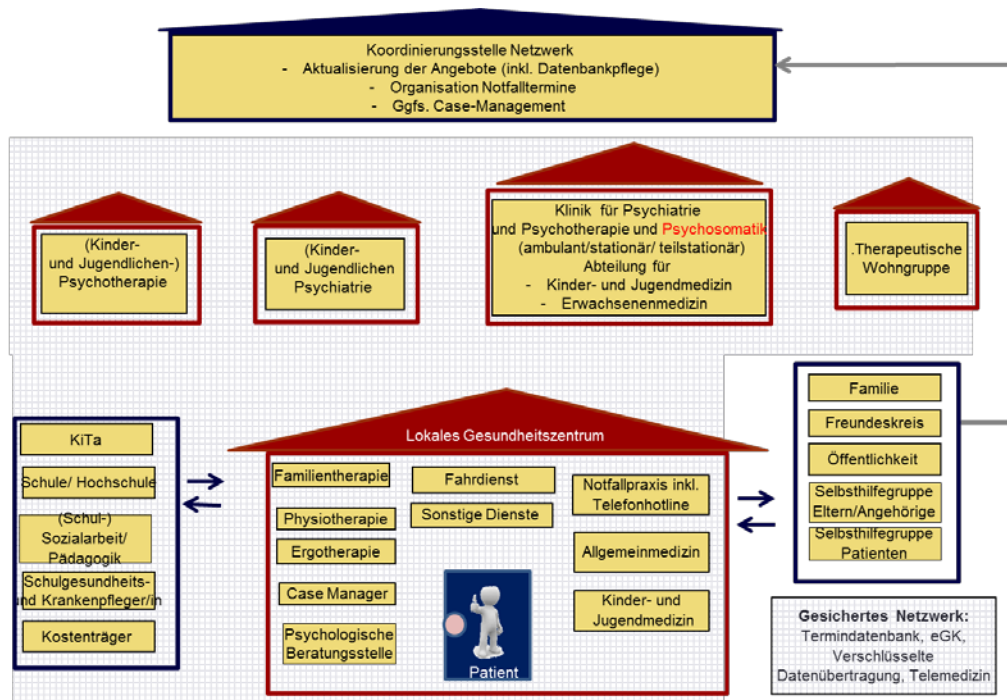 Koordinierungsstelle Netzwerk
- Aktualisierung der Angebote (inkl. Datenbankpflege)
- Organisation Notfalltermine
- Ggfs. Case-Management
(Kinder-
und Jugendlichen-)
Psychotherapie
(Kinder-
und Jugendlichen
Psychiatrie
Klinik für Psychiatrie
und Psychotherapie und Psychosomatik
(ambulant/stationär/ teilstationär)
Abteilung für
- Kinder- und Jugendmedizin
- Erwachsenenmedizin
.Therapeutische
Wohngruppe
KiTa
Schule/ Hochschule
(Schul-)
Sozialarbeit/
Pädagogik
Schulgesundheits-
und Krankenpfleger/in
Kostenträger
Lokales Gesundheitszentrum
Familientherapie
Physiotherapie
Ergotherapie
Case Manager
Psychologische
Beratungsstelle
Fahrdienst
Sonstige Dienste
Patient
Notfallpraxis inkl.
Telefonhotline
Allgemeinmedizin
Kinder- und
Jugendmedizin
Familie
Freundeskreis
Öffentlichkeit
Selbsthilfegruppe
Eltern/Angehörige
Selbsthilfegruppe
Patienten
Gesichertes Netzwerk:
Termindatenbank, eGK,
Verschlüsselte
Datenübertragung, Telemedizin